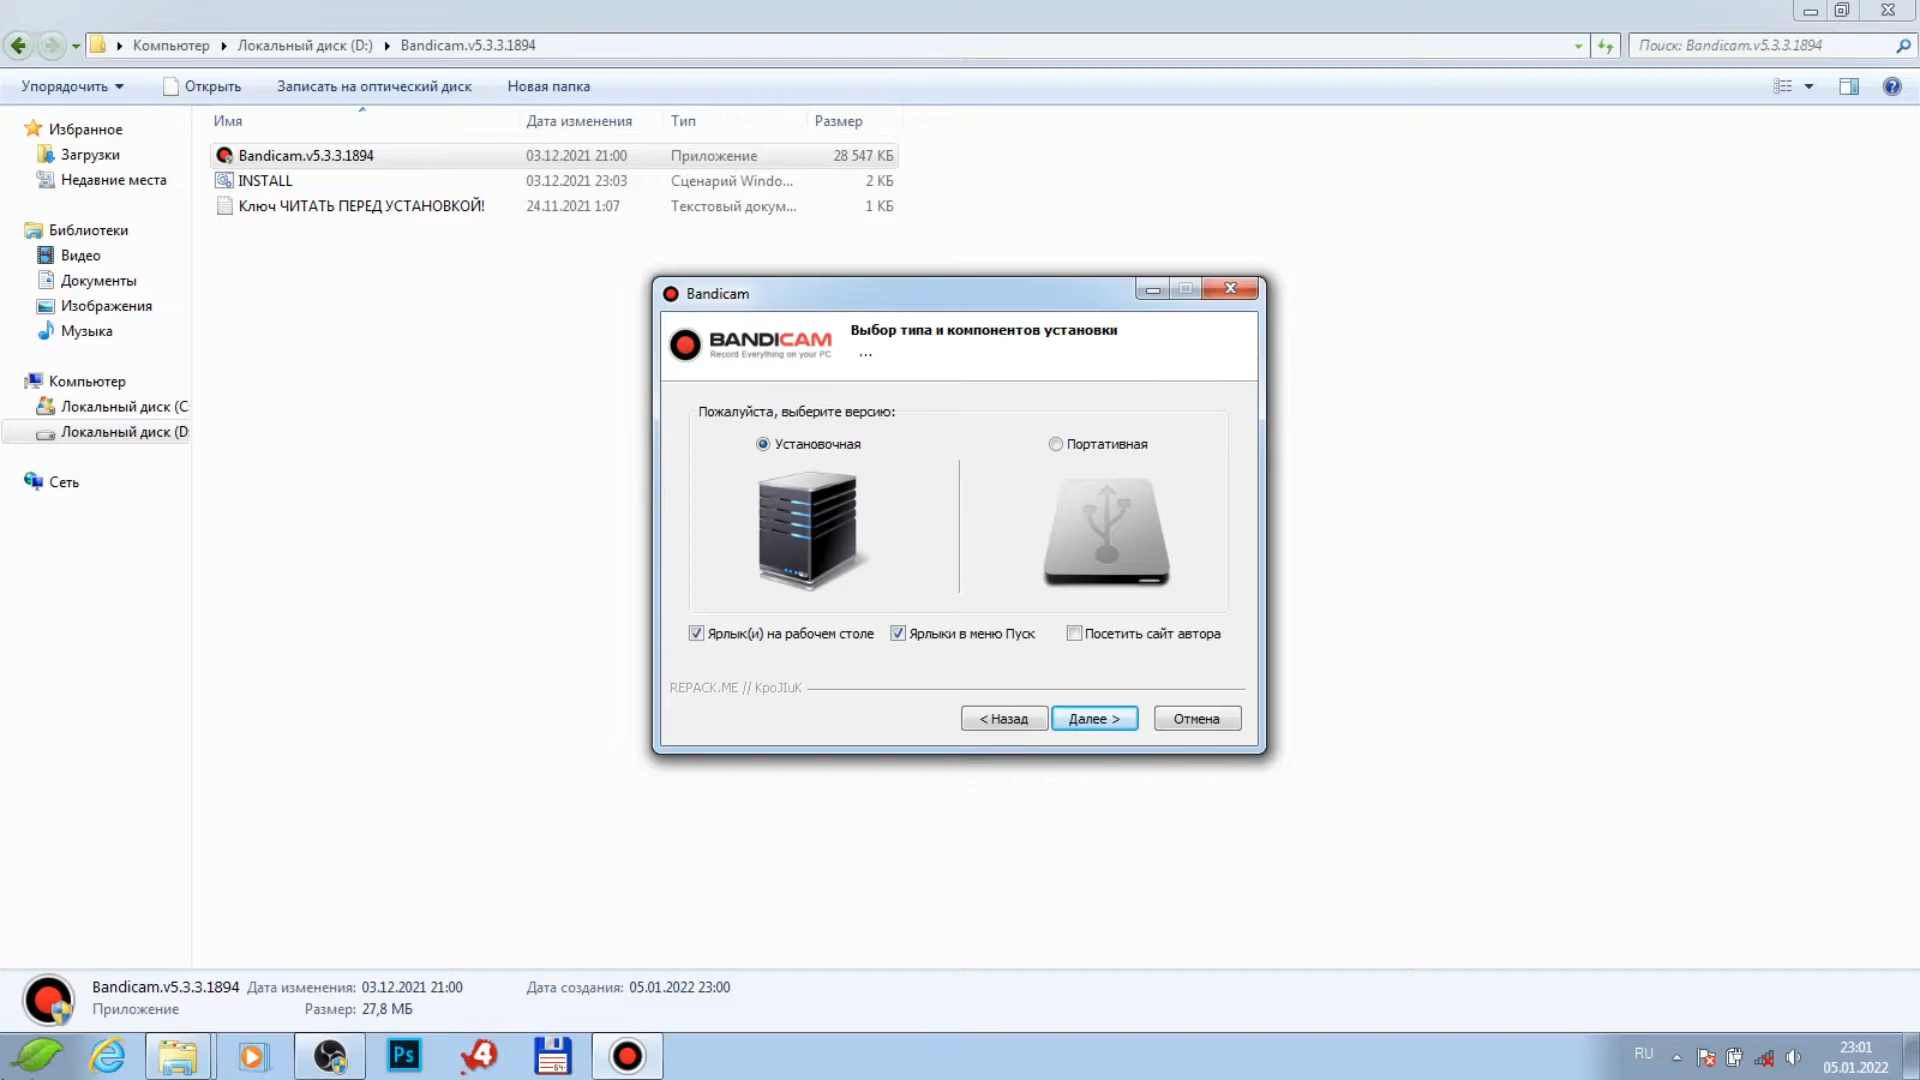 Компьютер
Локальный диск (D:)
Bandicam.v5.3.3.1894
Поиск: Bandicam.v5.3.3.1894
Упорядочить
Открыть
Записать на оптический диск
Новая папка
Избранное
Загрузки
Недавние места
Библиотеки
Видео
Документы
Изображения
Музыка
Компьютер
Локальный диск (C
Локальный диск (D
Сеть
Имя Дата изменения Тип Размер
Bandicam.v5.3.3.1894 03.12.2021 21:00 Приложение 28 547 КБ
INSTALL 03.12.2021 23:03 Сценарий Windo... 2 КБ
Ключ ЧИТАТЬ ПЕРЕД УСТАНОВКОЙ! 24.11.2021 1:07 Текстовый докум... 1 КБ
Bandicam
BANDICAM
Record Everything on your PC
Выбор типа и компонентов установки
...
Пожалуйста, выберите версию:
Установочная
Портативная
Ярлык(и) на рабочем столе
Ярлыки в меню Пуск
Посетить сайт автора
REPACK.ME // KpoJIuK
< Назад
Далее >
Отмена
Bandicam.v5.3.3.1894 Дата изменения: 03.12.2021 21:00 Дата создания: 05.01.2022 23:00
Приложение Размер: 27,8 МБ
Ps
4
64
RU
23:01
05.01.2022